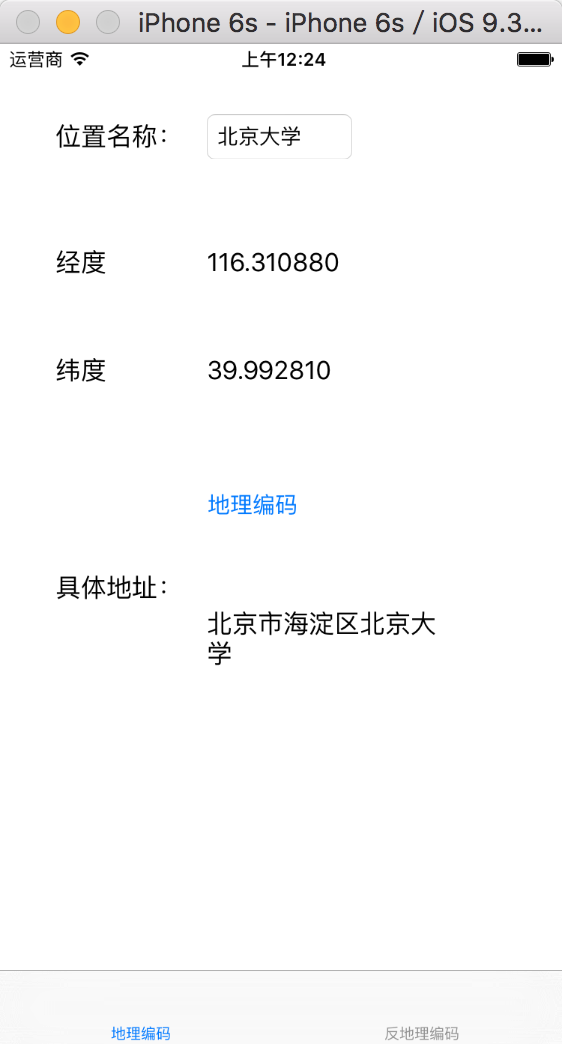 iPhone 6s - iPhone 6s / iOS 9.3...
运营商 上午12:24
位置名称： 北京大学
经度 116.310880
纬度 39.992810
地理编码
具体地址：
北京市海淀区北京大
学
地理编码 反地理编码